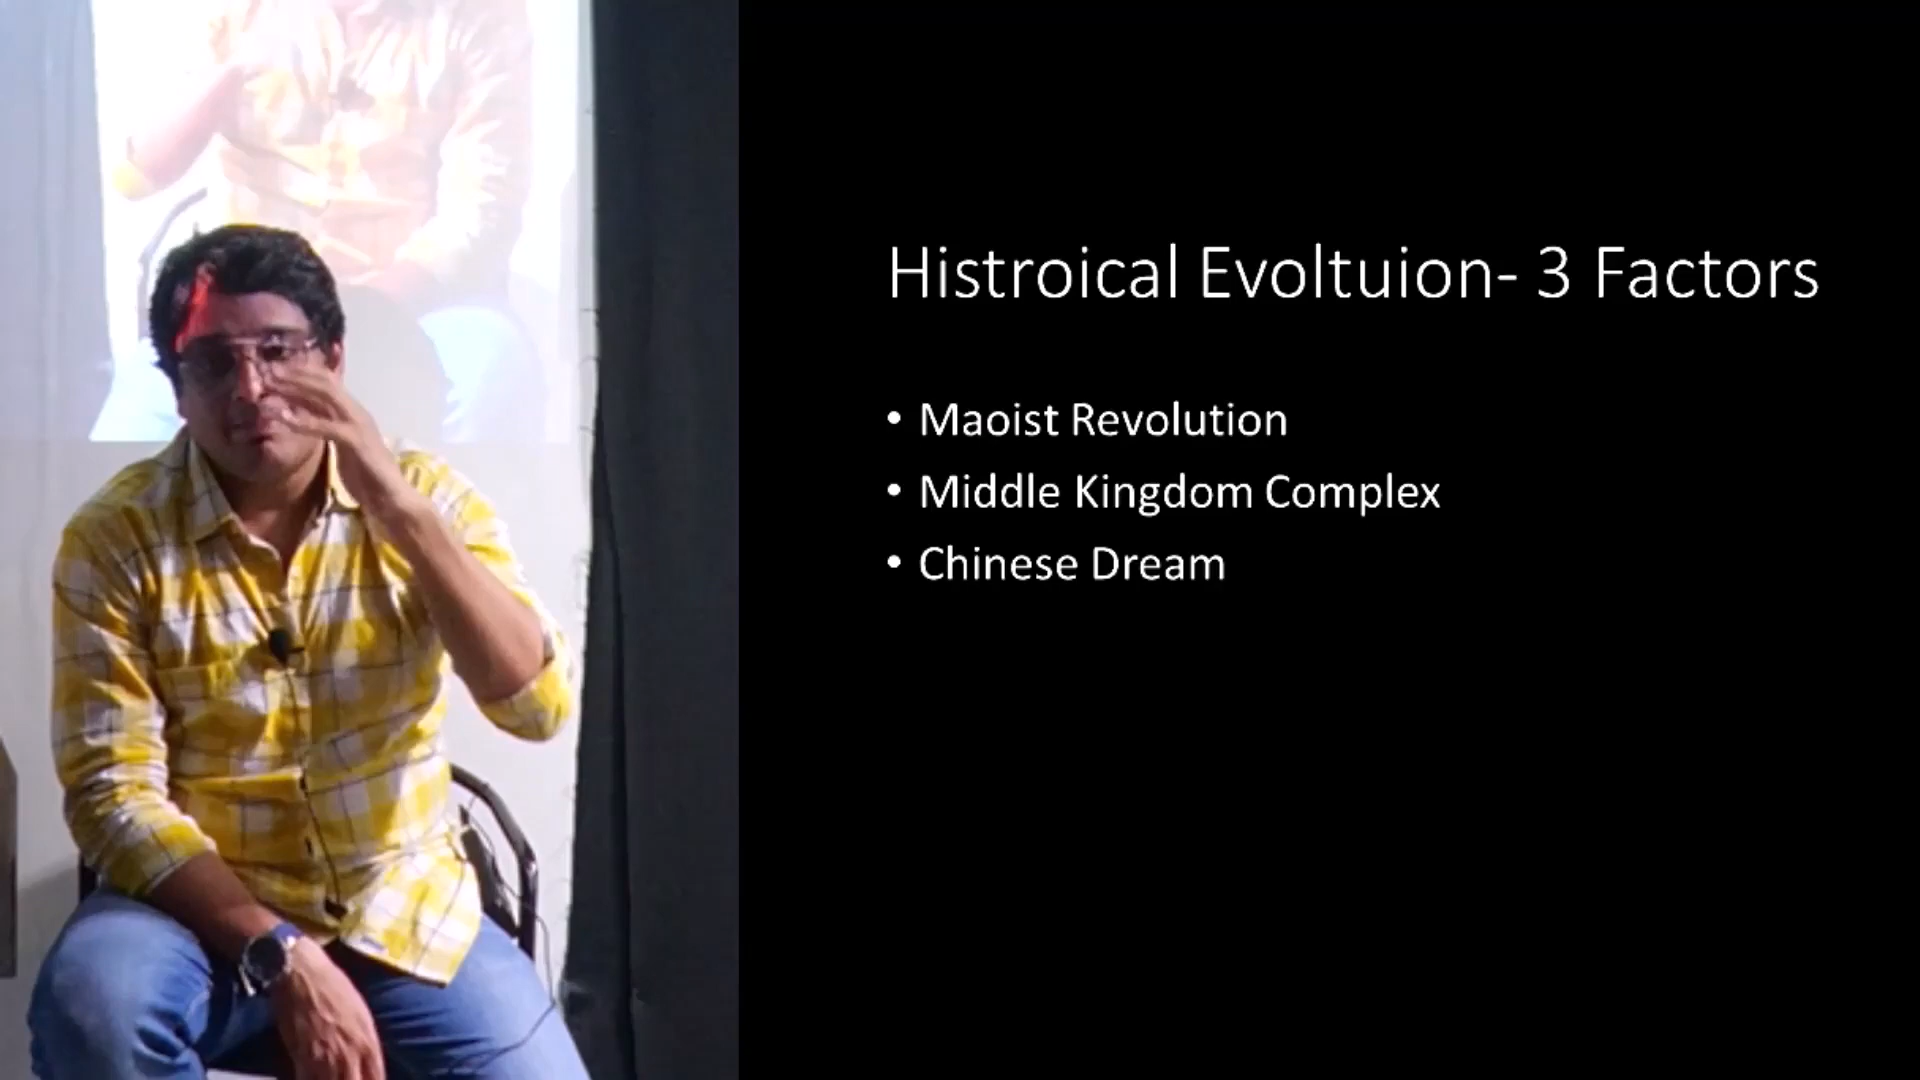 Histroical Evoltuion- 3 Factors
• Maoist Revolution
• Middle Kingdom Complex
• Chinese Dream